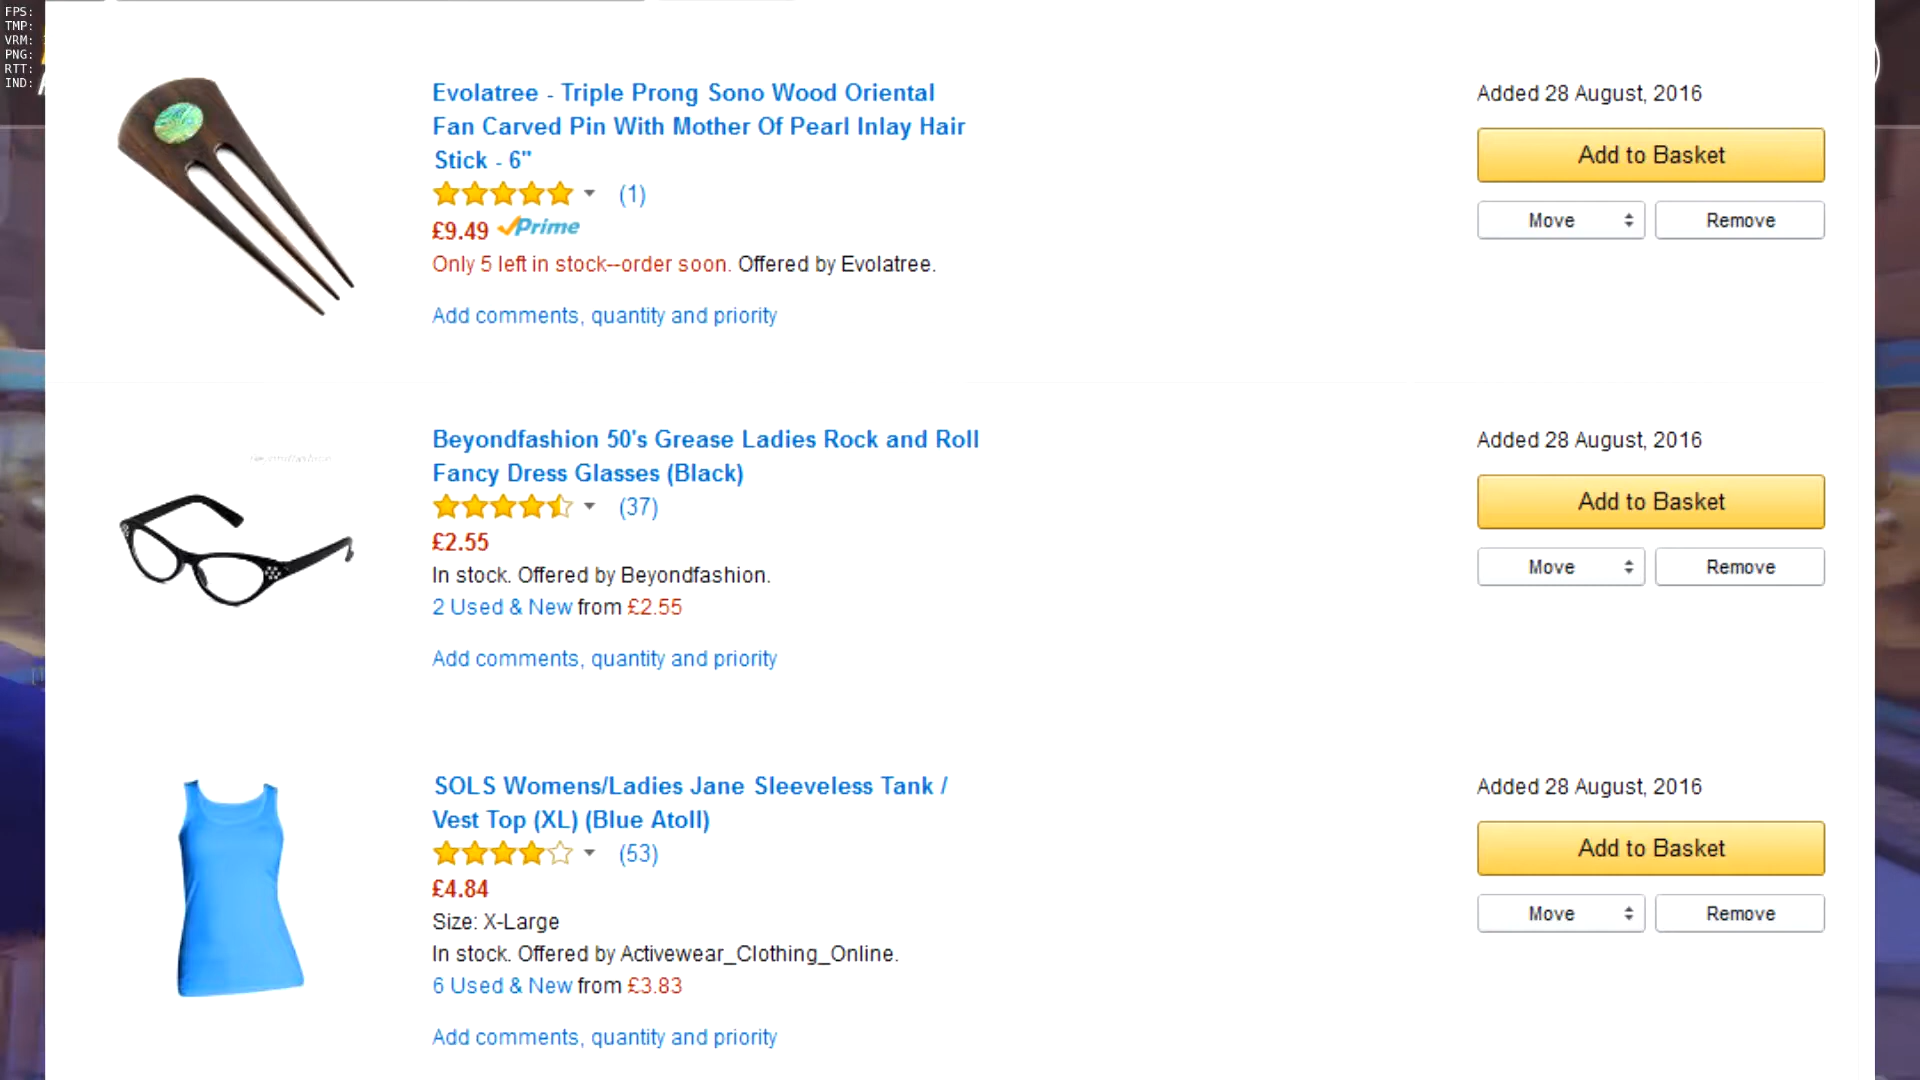 FPS:
TMP:
VRM:
PNG:
RTT:
IND:
Evolatree - Triple Prong Sono Wood Oriental
Fan Carved Pin With Mother Of Pearl Inlay Hair
Stick - 6"
(1)
£9.49 Prime
Only 5 left in stock--order soon. Offered by Evolatree.
Add comments, quantity and priority
Added 28 August, 2016
Add to Basket
Move Remove
Beyondfashion 50's Grease Ladies Rock and Roll
Fancy Dress Glasses (Black)
(37)
£2.55
In stock. Offered by Beyondfashion.
2 Used & New from £2.55
Add comments, quantity and priority
Added 28 August, 2016
Add to Basket
Move Remove
SOLS Womens/Ladies Jane Sleeveless Tank /
Vest Top (XL) (Blue Atoll)
(53)
£4.84
Size: X-Large
In stock. Offered by Activewear_Clothing_Online.
6 Used & New from £3.83
Add comments, quantity and priority
Added 28 August, 2016
Add to Basket
Move Remove